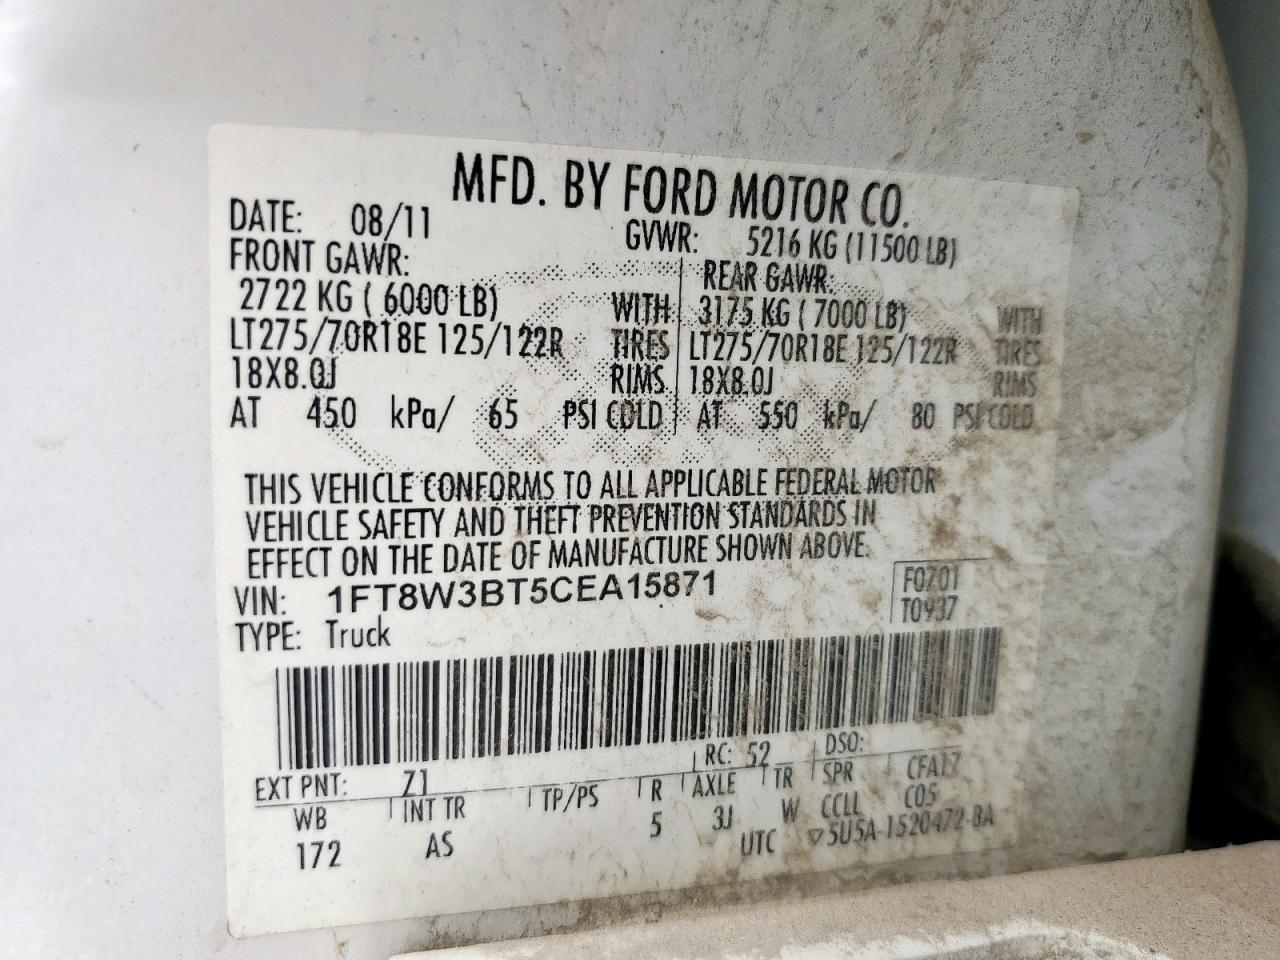 MFD. BY FORD MOTOR CO.
DATE: 08/11 GVWR: 5216 KG (11500 LB)
FRONT GAWR: REAR GAWR:
2722 KG ( 6000 LB) WITH 3175 KG ( 7000 LB) WITH
LT275/70R18E 125/122R TIRES LT275/70R18E 125/122R TIRES
18X8.0J RIMS 18X8.0J RIMS
AT 450 kPa/ 65 PSI COLD AT 550 kPa/ 80 PSI COLD
THIS VEHICLE CONFORMS TO ALL APPLICABLE FEDERAL MOTOR
VEHICLE SAFETY AND THEFT PREVENTION STANDARDS IN
EFFECT ON THE DATE OF MANUFACTURE SHOWN ABOVE.
VIN: 1FT8W3BT5CEA15871 F0701
TYPE: Truck T0937
EXT PNT: Z1 RC: 52 DSO:
WB INT TR TP/PS R AXLE TR SPR CFA17
172 AS 5 3J W CCLL C05
UTC ▽5U5A-1520472-BA